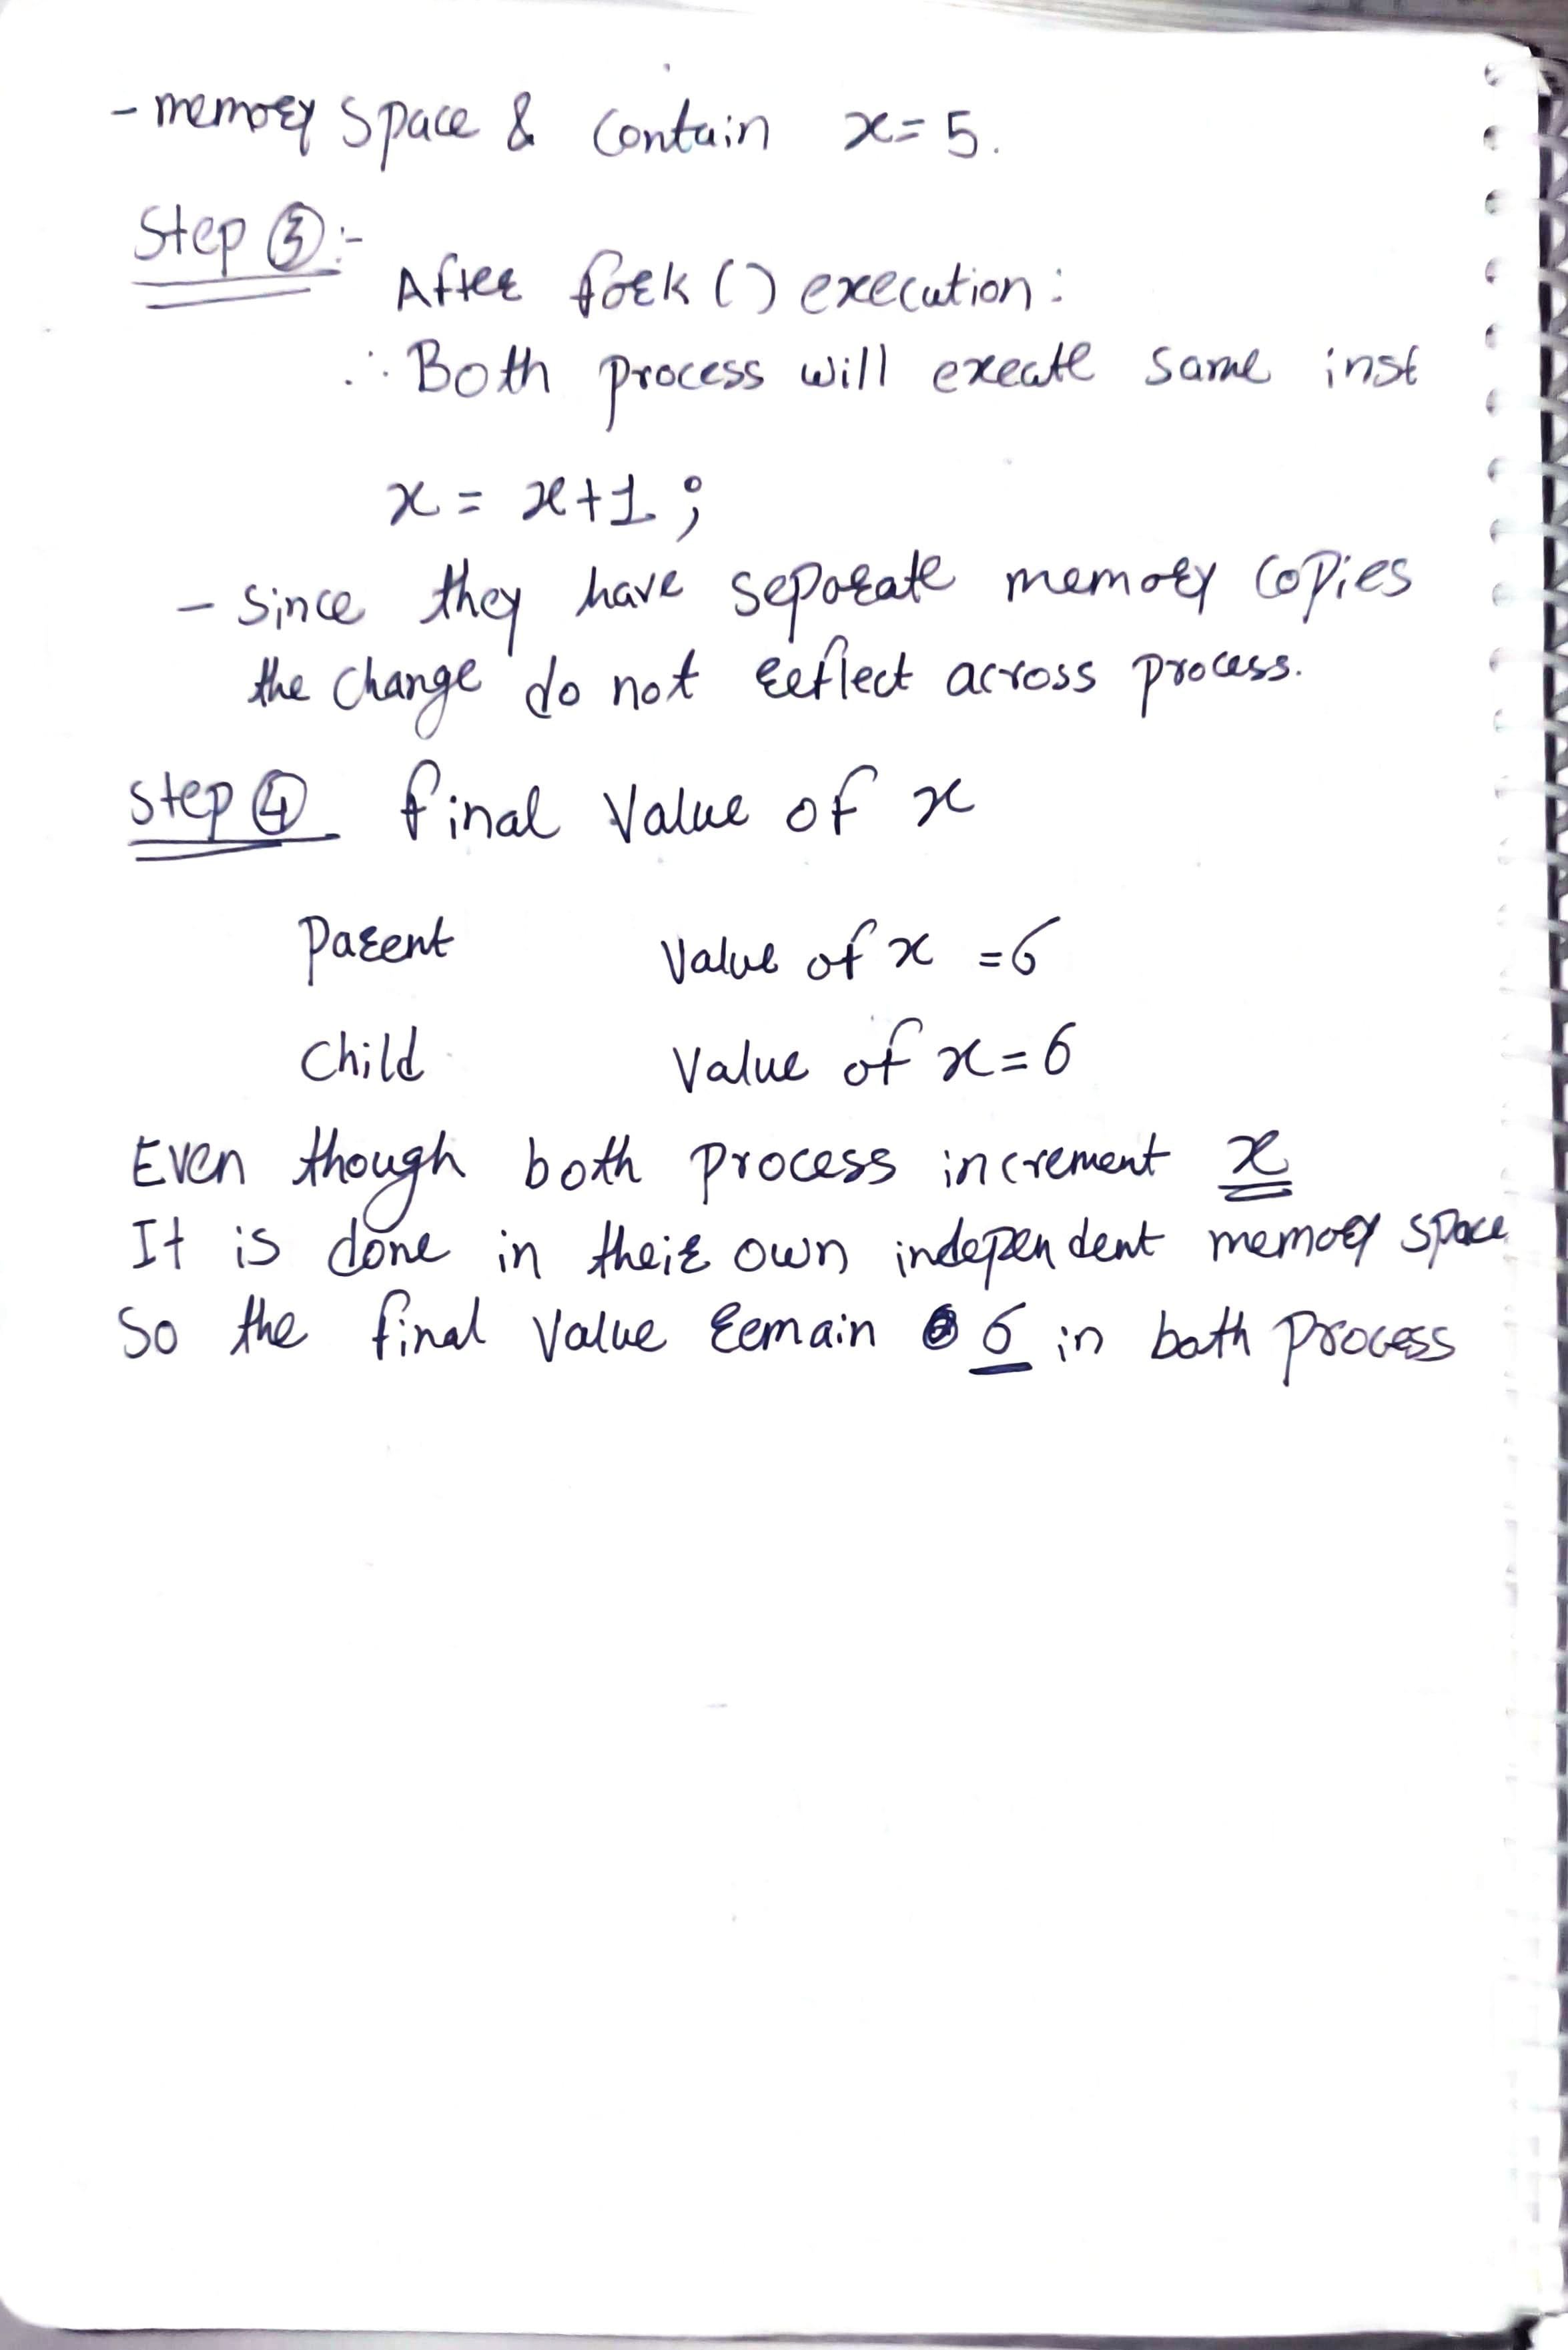 - memory space & contain x = 5.
Step ③:-
After fork () execution:
∴ Both process will execute same inst
x = x+1 ;
- since they have separate memory copies
the change do not reflect across process.
Step ④ final value of x
Parent Value of x = 6
Child Value of x = 6
Even though both process increment x
It is done in their own independent memory space
So the final value remain 6 in both process